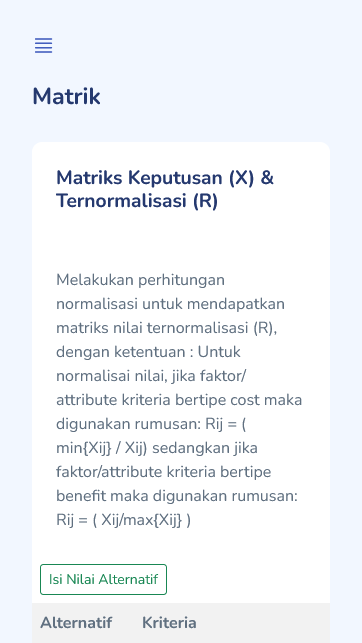 Matrik
Matriks Keputusan (X) &
Ternormalisasi (R)
Melakukan perhitungan
normalisasi untuk mendapatkan
matriks nilai ternormalisasi (R),
dengan ketentuan : Untuk
normalisai nilai, jika faktor/
attribute kriteria bertipe cost maka
digunakan rumusan: Rij = (
min{Xij} / Xij) sedangkan jika
faktor/attribute kriteria bertipe
benefit maka digunakan rumusan:
Rij = ( Xij/max{Xij} )
Isi Nilai Alternatif
Alternatif Kriteria